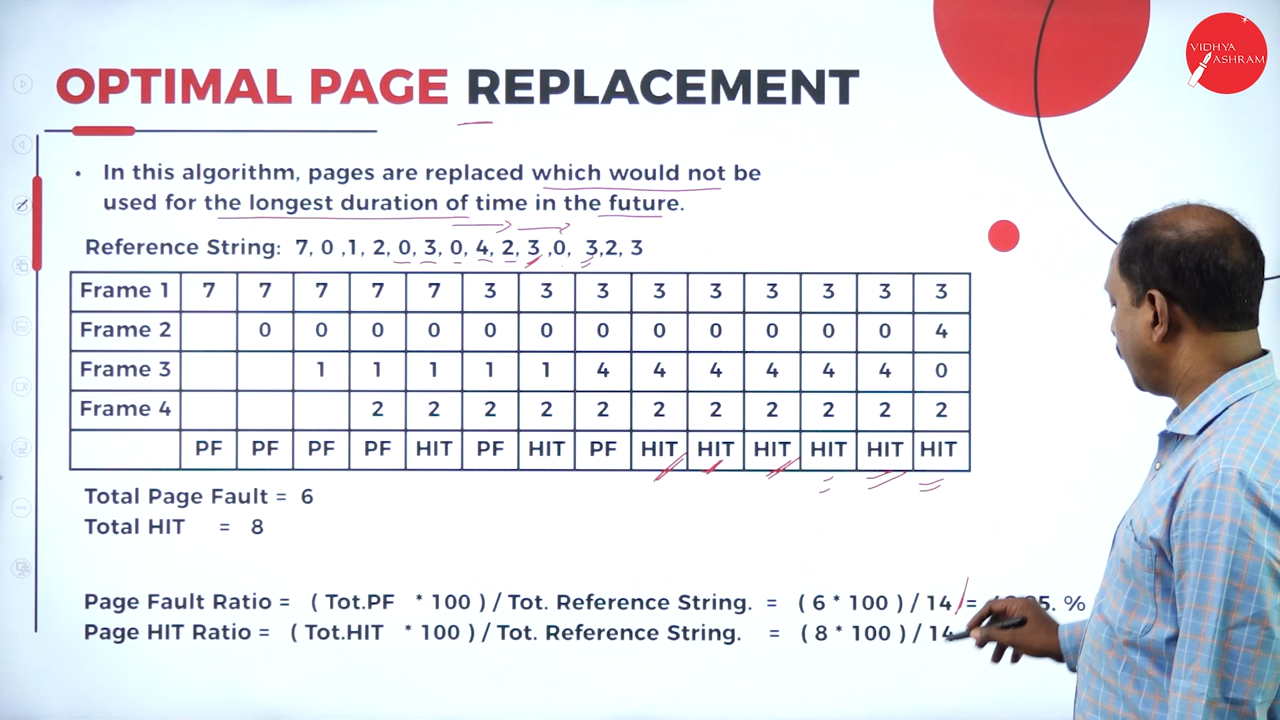 VIDHYA
ASHRAM
OPTIMAL PAGE REPLACEMENT
• In this algorithm, pages are replaced which would not be
used for the longest duration of time in the future.
Reference String: 7, 0 ,1, 2, 0, 3, 0, 4, 2, 3 ,0, 3,2, 3
Frame 1 7 7 7 7 7 3 3 3 3 3 3 3 3 3
Frame 2 0 0 0 0 0 0 0 0 0 0 0 0 4
Frame 3 1 1 1 1 1 4 4 4 4 4 4 0
Frame 4 2 2 2 2 2 2 2 2 2 2 2
PF PF PF PF HIT PF HIT PF HIT HIT HIT HIT HIT HIT
Total Page Fault = 6
Total HIT = 8
Page Fault Ratio = ( Tot.PF * 100 ) / Tot. Reference String. = ( 6 * 100 ) / 14 = %
Page HIT Ratio = ( Tot.HIT * 100 ) / Tot. Reference String. = ( 8 * 100 ) / 14